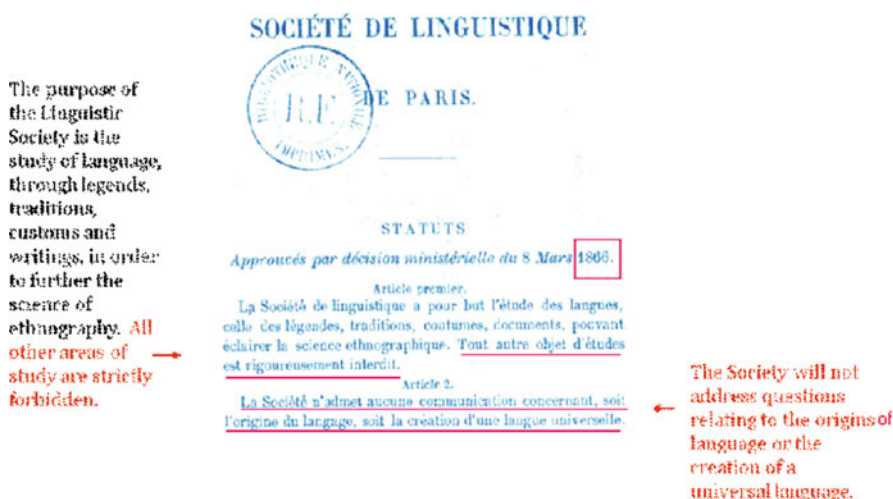 SOCIÉTÉ DE LINGUISTIQUE
DE PARIS.
BIBLIOTHÈQUE NATIONALE
R.F
IMPRIMÉS.
The purpose of
the Linguistic
Society is the
study of language,
through legends,
traditions,
customs and
writings, in order
to further the
science of
ethnography. All
other areas of
study are strictly
forbidden.
STATUTS
Approuvés par décision ministérielle du 8 Mars 1866.
Article premier.
La Société de linguistique a pour but l'étude des langues,
celle des légendes, traditions, coutumes, documents, pouvant
éclairer la science ethnographique. Tout autre objet d'études
est rigoureusement interdit.
Article 2.
La Société n'admet aucune communication concernant, soit
l'origine du langage, soit la création d'une langue universelle.
The Society will not
address questions
relating to the origins of
language or the
creation of a
universal language.